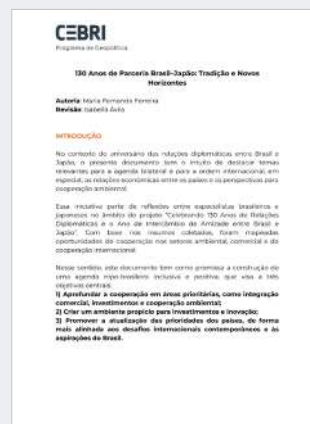 CEBRI
Programa de Geopolítica
130 Anos de Parceria Brasil-Japão: Tradição e Novos
Horizontes
Autoria: Maria Fernanda Ferreira
Revisão: Isabella Ávila
INTRODUÇÃO
No contexto do aniversário das relações diplomáticas entre Brasil e
Japão, o presente documento tem o intuito de destacar temas
relevantes para a agenda bilateral e para a ordem internacional, em
especial, as relações econômicas entre os países e as perspectivas para
cooperação ambiental.
Essa iniciativa parte de reflexões entre especialistas brasileiros e
japoneses no âmbito do projeto "Celebrando 130 Anos de Relações
Diplomáticas e o Ano de Intercâmbio de Amizade entre Brasil e
Japão". Com base nos insumos coletados, foram mapeadas
oportunidades de cooperação nos setores ambiental, comercial e de
cooperação internacional.
Nesse sentido, este documento tem como premissa a construção de
uma agenda nipo-brasileira inclusiva e positiva, que visa a três
objetivos centrais:
1) Aprofundar a cooperação em áreas prioritárias, como integração
comercial, investimentos e cooperação ambiental;
2) Criar um ambiente propício para investimentos e inovação;
3) Promover a atualização das prioridades dos países, de forma
mais alinhada aos desafios internacionais contemporâneos e às
aspirações do Brasil.